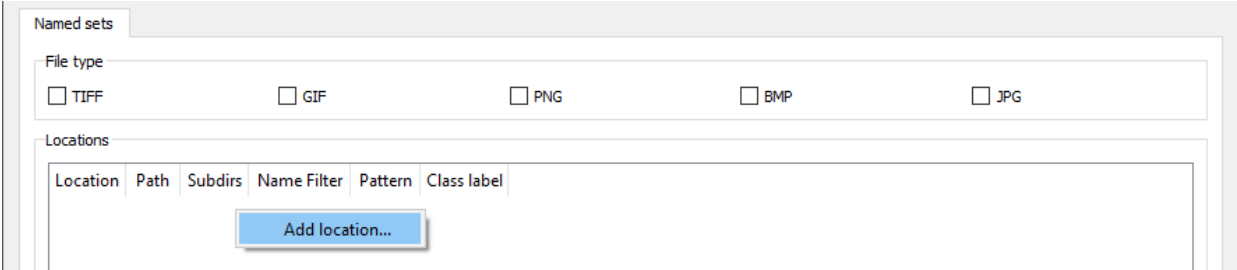 Named sets
File type
TIFF GIF PNG BMP JPG
Locations
Location Path Subdirs Name Filter Pattern Class label
Add location...